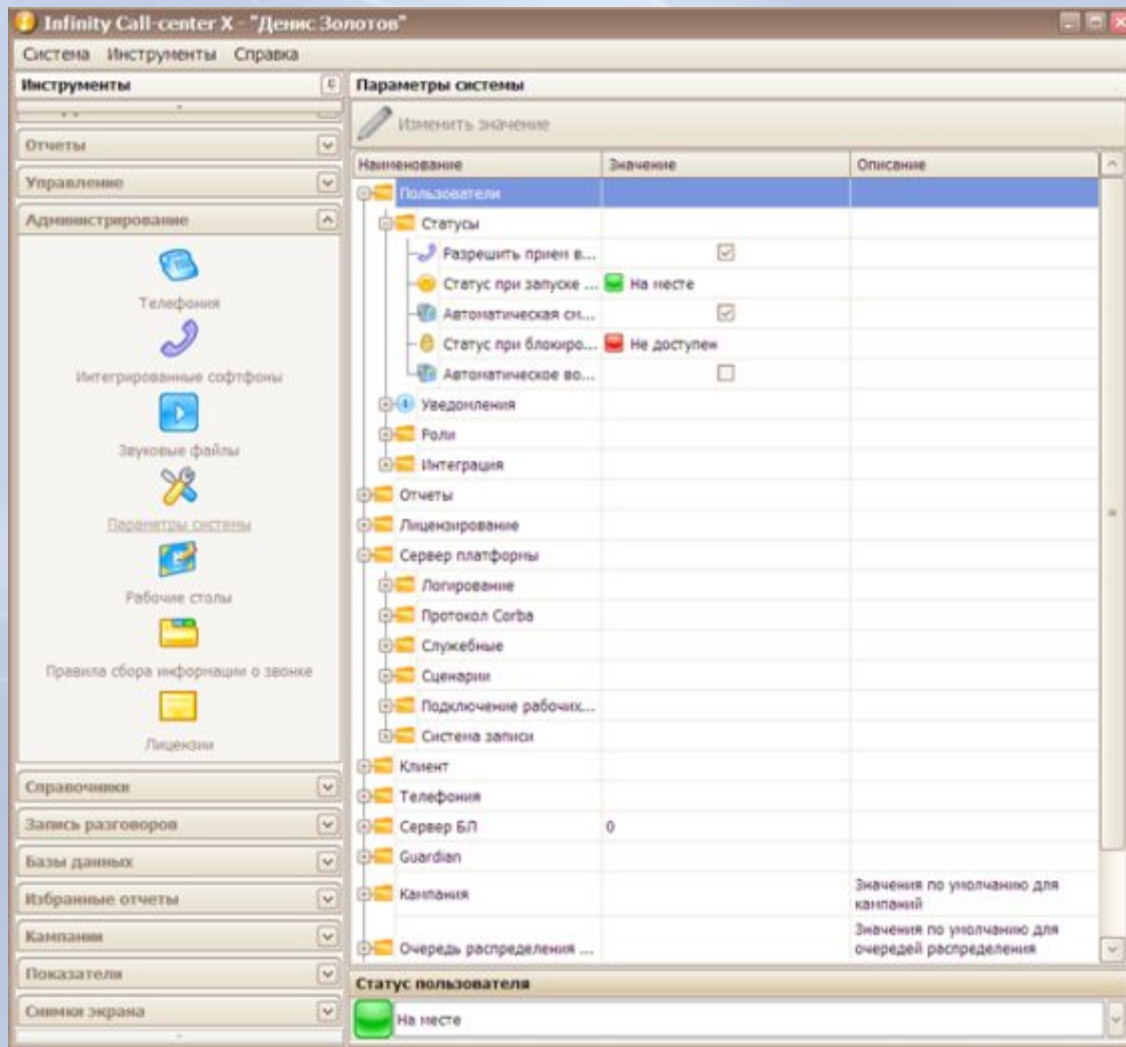 Infinity Call-center X - "Денис Золотов"
Система Инструменты Справка
Инструменты
Отчеты
Управление
Администрирование
Телефония
Интегрированные софтфоны
Звуковые файлы
Параметры системы
Рабочие столы
Правила сбора информации о звонке
Лицензии
Справочники
Запись разговоров
Базы данных
Избранные отчеты
Кампании
Показатели
Снимки экрана
Параметры системы
Изменить значение
Наименование Значение Описание
Пользователи
Статусы
Разрешить прием в...
Статус при запуске ... На месте
Автоматическая см...
Статус при блокиро... Не доступен
Автоматическое во...
Уведомления
Роли
Интеграция
Отчеты
Лицензирование
Сервер платформы
Логирование
Протокол Corba
Служебные
Сценарии
Подключение рабочих...
Система записи
Клиент
Телефония
Сервер БЛ 0
Guardian
Кампания Значения по умолчанию для
кампаний
Очередь распределения ... Значения по умолчанию для
очередей распределения
Статус пользователя
На месте